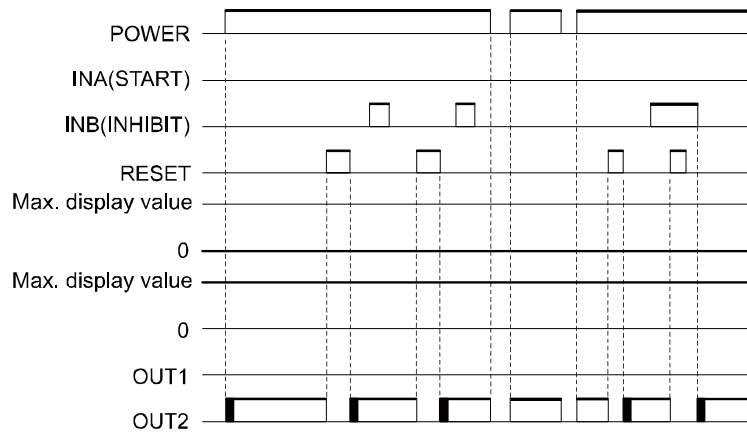 POWER
INA(START)
INB(INHIBIT)
RESET
Max. display value
0
Max. display value
0
OUT1
OUT2